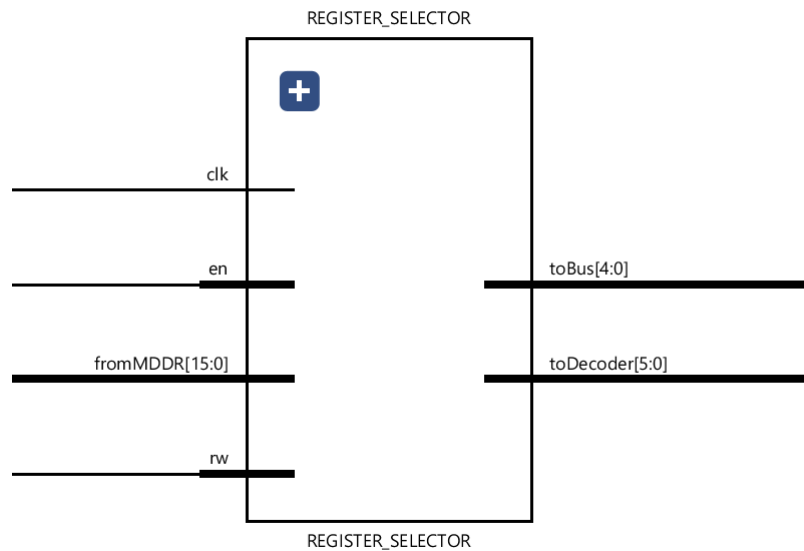 REGISTER_SELECTOR
clk
en
toBus[4:0]
fromMDDR[15:0]
toDecoder[5:0]
rw
REGISTER_SELECTOR